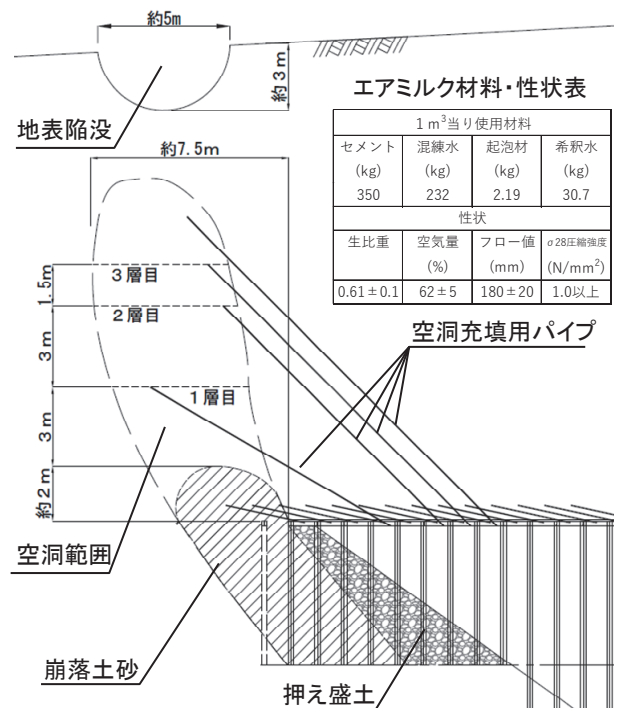 約5m
約3m
地表陥没
約7.5m
エアミルク材料・性状表
1 m³当り使用材料
セメント 混練水 起泡材 希釈水
(kg) (kg) (kg) (kg)
350 232 2.19 30.7
性状
生比重 空気量 フロー値 σ28圧縮強度
(%) (mm) (N/mm²)
0.61±0.1 62±5 180±20 1.0以上
1.5m
3層目
2層目
空洞充填用パイプ
3m
1層目
3m
約2m
空洞範囲
崩落土砂
押え盛土